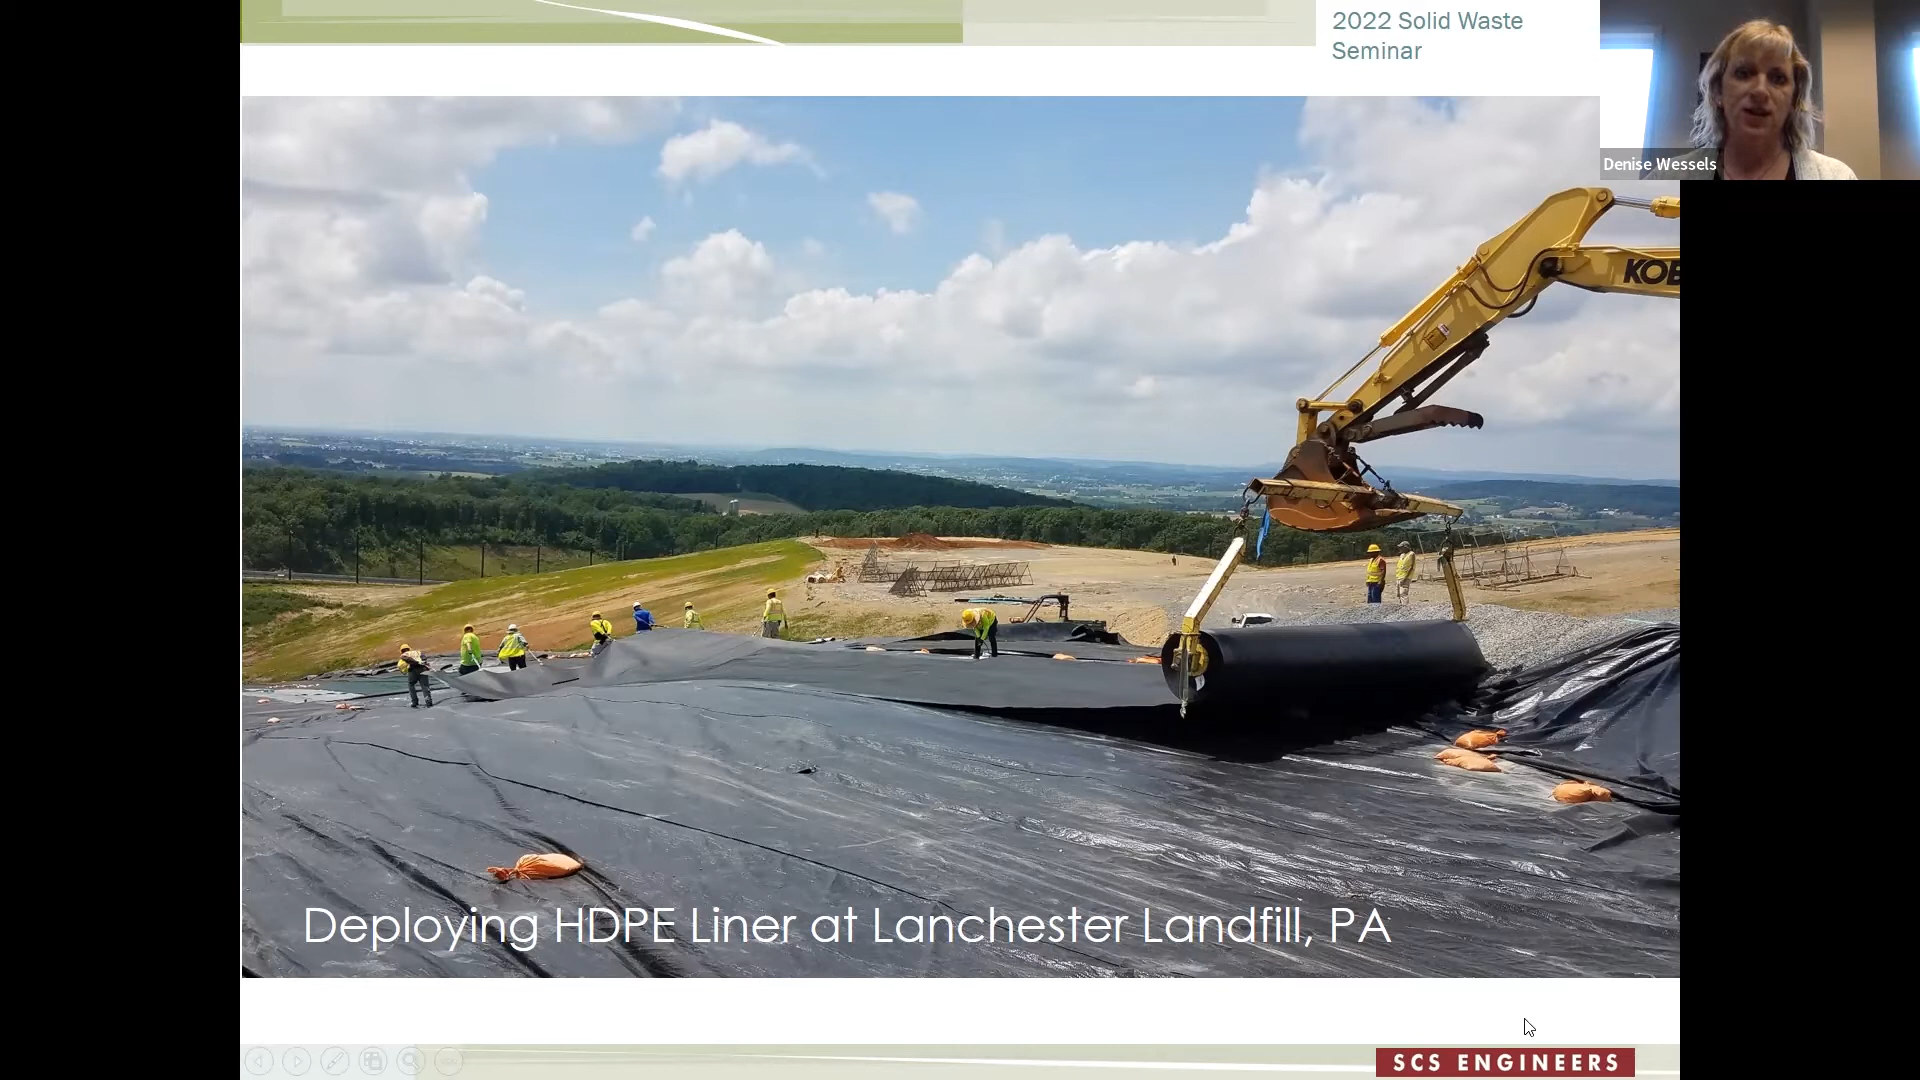 2022 Solid Waste
Seminar
Denise Wessels
KOB
Deploying HDPE Liner at Lanchester Landfill, PA
SCS ENGINEERS